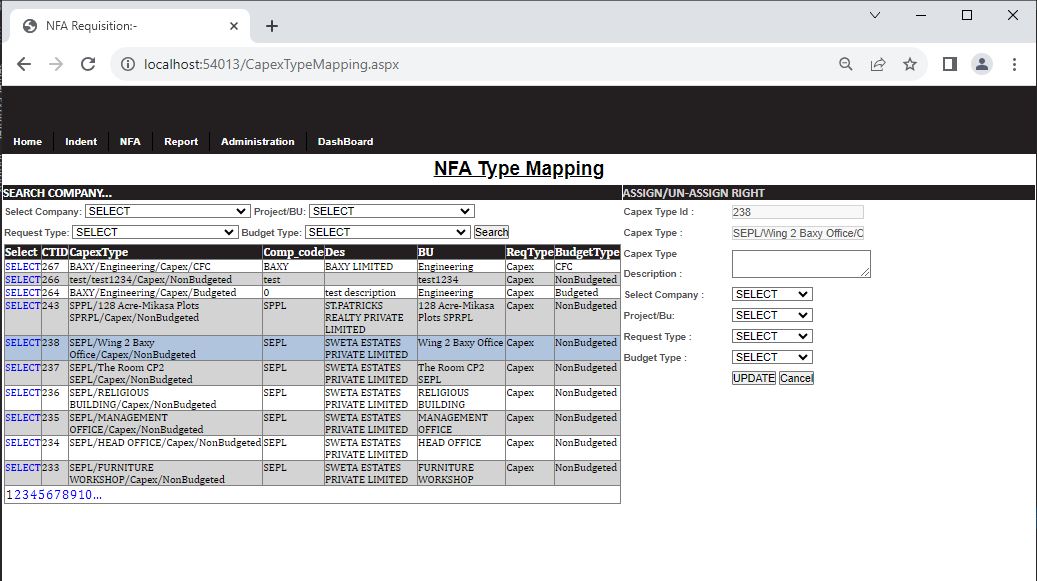 NFA Requisition:-
localhost:54013/CapexTypeMapping.aspx
Home Indent NFA Report Administration DashBoard
NFA Type Mapping
SEARCH COMPANY...
Select Company: SELECT Project/BU: SELECT
Request Type: SELECT Budget Type: SELECT Search
Select CTID CapexType Comp_code Des BU ReqType BudgetType
SELECT 267 BAXY/Engineering/Capex/CFC BAXY BAXY LIMITED Engineering Capex CFC
SELECT 266 test/test1234/Capex/NonBudgeted test test1234 Capex NonBudgeted
SELECT 264 BAXY/Engineering/Capex/Budgeted 0 test description Engineering Capex Budgeted
SELECT 243 SPPL/128 Acre-Mikasa Plots SPPL ST.PATRICKS 128 Acre-Mikasa Capex NonBudgeted
SPRPL/Capex/NonBudgeted REALTY PRIVATE Plots SPRPL
LIMITED
SELECT 238 SEPL/Wing 2 Baxy SEPL SWETA ESTATES Wing 2 Baxy Office Capex NonBudgeted
Office/Capex/NonBudgeted PRIVATE LIMITED
SELECT 237 SEPL/The Room CP2 SEPL SWETA ESTATES The Room CP2 Capex NonBudgeted
SEPL/Capex/NonBudgeted PRIVATE LIMITED SEPL
SELECT 236 SEPL/RELIGIOUS SEPL SWETA ESTATES RELIGIOUS Capex NonBudgeted
BUILDING/Capex/NonBudgeted PRIVATE LIMITED BUILDING
SELECT 235 SEPL/MANAGEMENT SEPL SWETA ESTATES MANAGEMENT Capex NonBudgeted
OFFICE/Capex/NonBudgeted PRIVATE LIMITED OFFICE
SELECT 234 SEPL/HEAD OFFICE/Capex/NonBudgeted SEPL SWETA ESTATES HEAD OFFICE Capex NonBudgeted
PRIVATE LIMITED
SELECT 233 SEPL/FURNITURE SEPL SWETA ESTATES FURNITURE Capex NonBudgeted
WORKSHOP/Capex/NonBudgeted PRIVATE LIMITED WORKSHOP
12345678910...
ASSIGN/UN-ASSIGN RIGHT
Capex Type Id : 238
Capex Type : SEPL/Wing 2 Baxy Office/C
Capex Type
Description :
Select Company : SELECT
Project/Bu: SELECT
Request Type : SELECT
Budget Type : SELECT
UPDATE Cancel